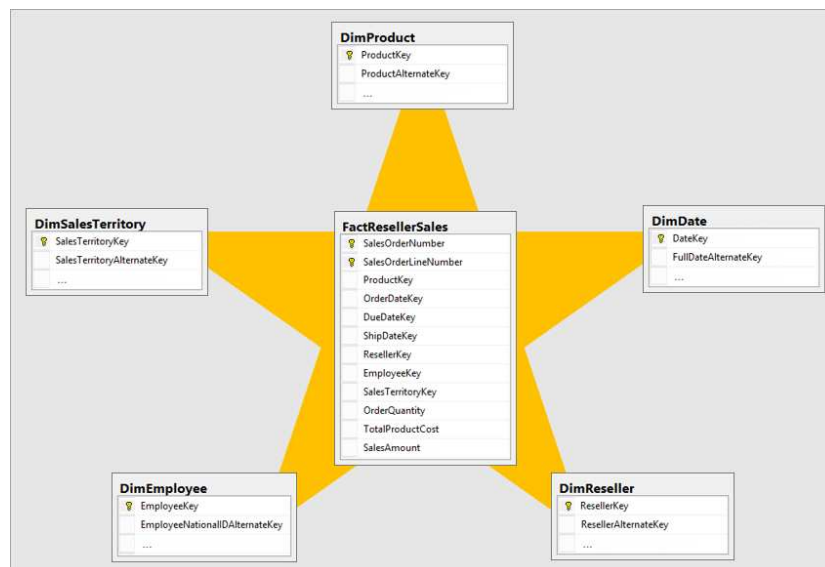 DimProduct
ProductKey
ProductAlternateKey
...
DimSalesTerritory
SalesTerritoryKey
SalesTerritoryAlternateKey
...
FactResellerSales
SalesOrderNumber
SalesOrderLineNumber
ProductKey
OrderDateKey
DueDateKey
ShipDateKey
ResellerKey
EmployeeKey
SalesTerritoryKey
OrderQuantity
TotalProductCost
SalesAmount
DimDate
DateKey
FullDateAlternateKey
...
DimEmployee
EmployeeKey
EmployeeNationalIDAlternateKey
...
DimReseller
ResellerKey
ResellerAlternateKey
...